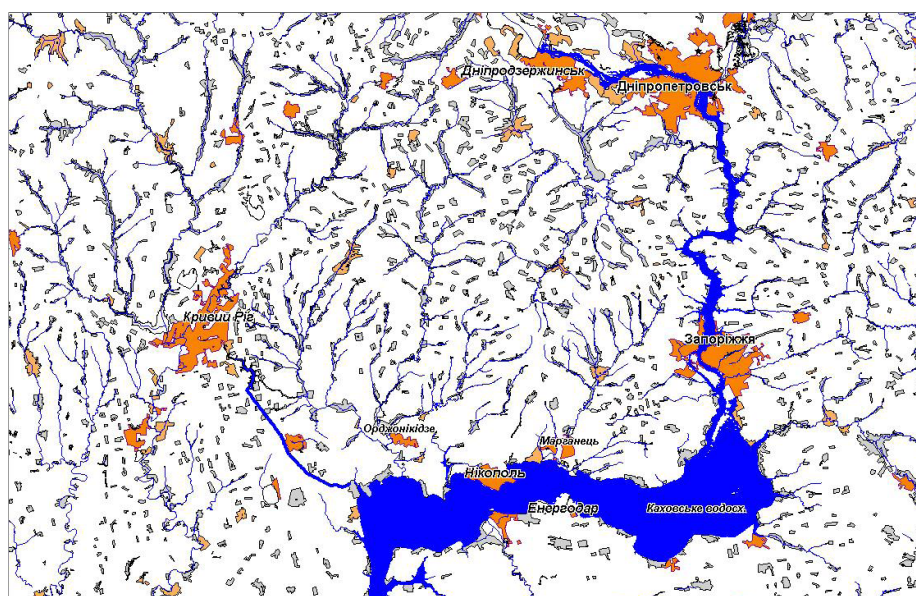 Дніпродзержинськ
Дніпропетровськ
Кривий Ріг
Запоріжжя
Орджонікідзе
Марганець
Нікополь
Енергодар
Каховське водосх.